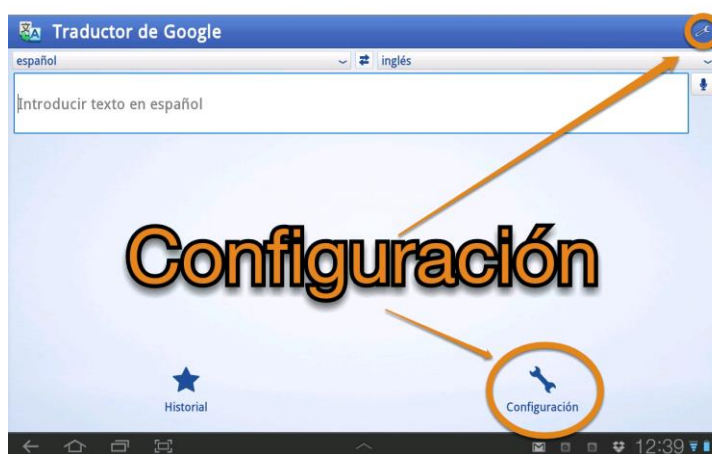 Traductor de Google
español
inglés
Introducir texto en español
Configuración
Historial
Configuración
12:39